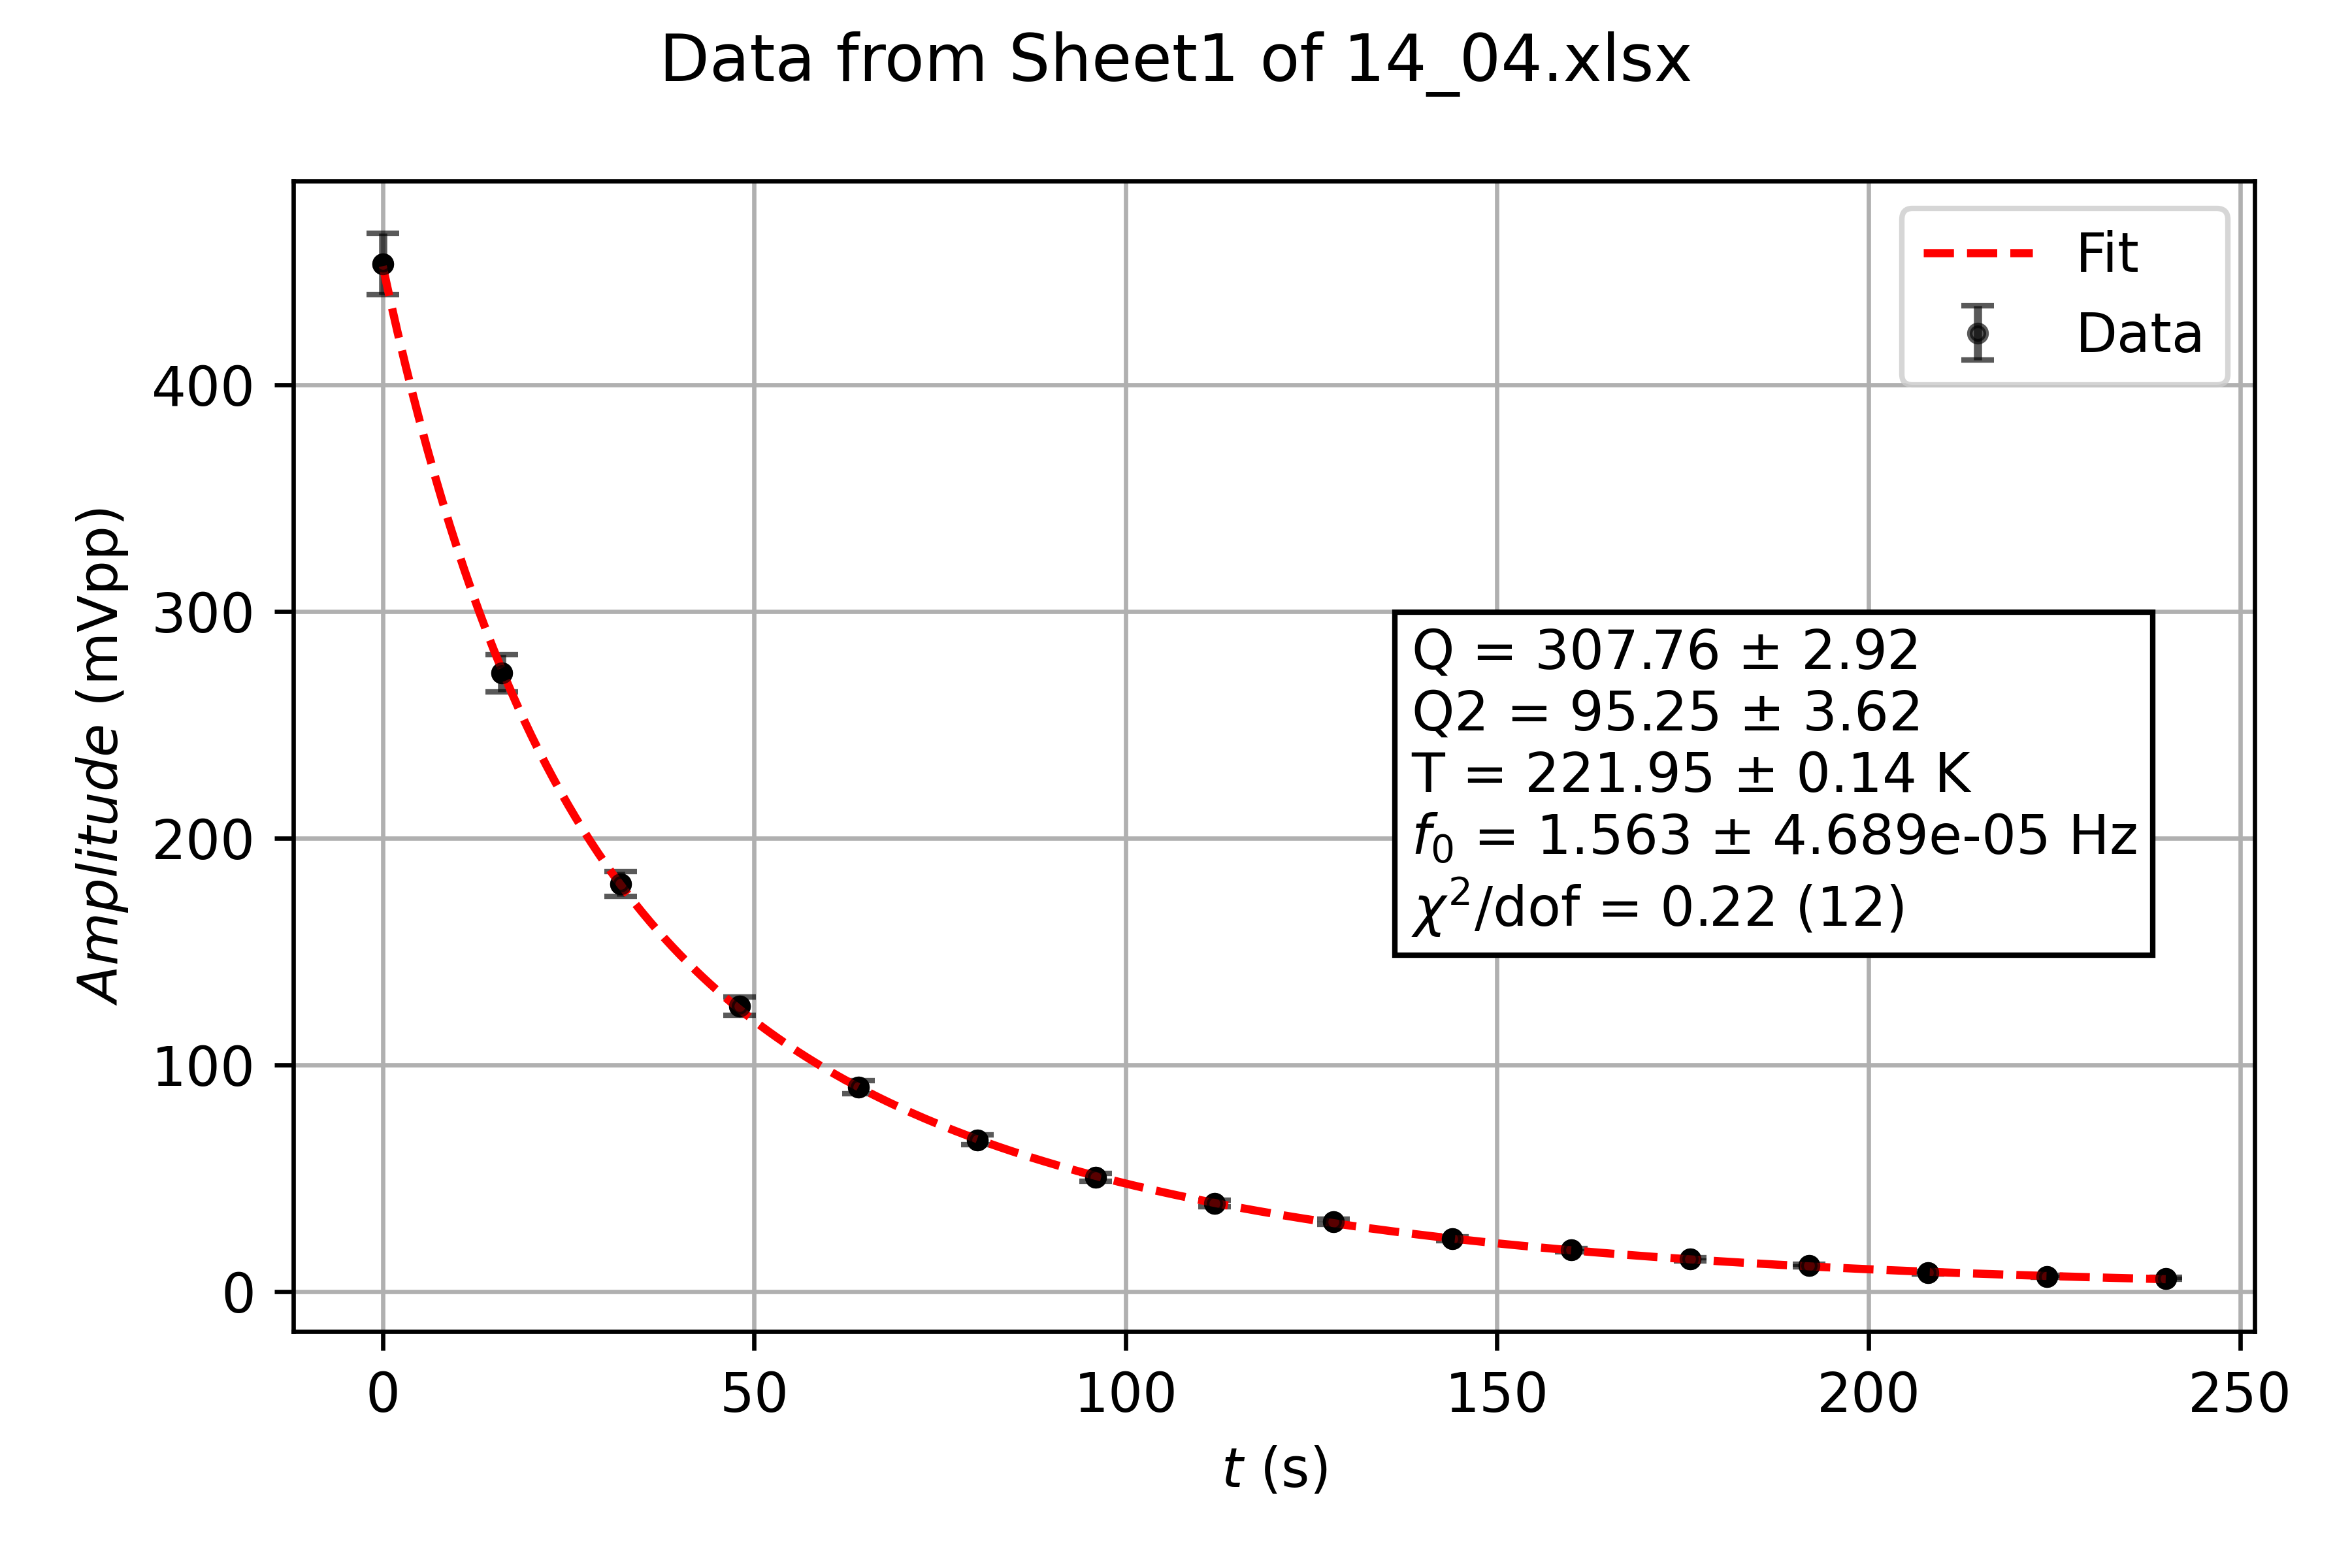 Data from Sheet1 of 14_04.xlsx
Fit
Data
Amplitude (mVpp)
400
300
200
100
0
Q = 307.76 ± 2.92
Q2 = 95.25 ± 3.62
T = 221.95 ± 0.14 K
f₀ = 1.563 ± 4.689e-05 Hz
χ²/dof = 0.22 (12)
0 50 100 150 200 250
t (s)